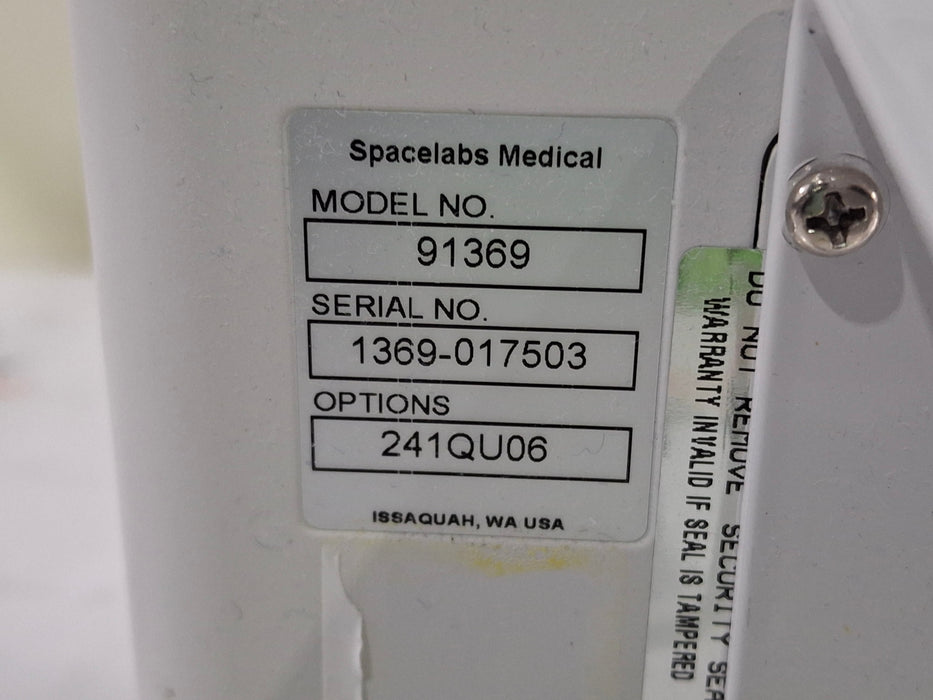 Spacelabs Medical
MODEL NO.
91369
SERIAL NO.
1369-017503
OPTIONS
241QU06
ISSAQUAH, WA USA
DO NOT REMOVE SECURITY SEA
WARRANTY INVALID IF SEAL IS TAMPERED